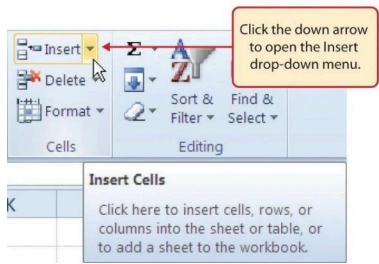 Click the down arrow
to open the Insert
drop-down menu.
Insert
Delete
Format
Cells
Σ
A
Z
Sort &
Filter
Find &
Select
Editing
Insert Cells
Click here to insert cells, rows, or
columns into the sheet or table, or
to add a sheet to the workbook.
K